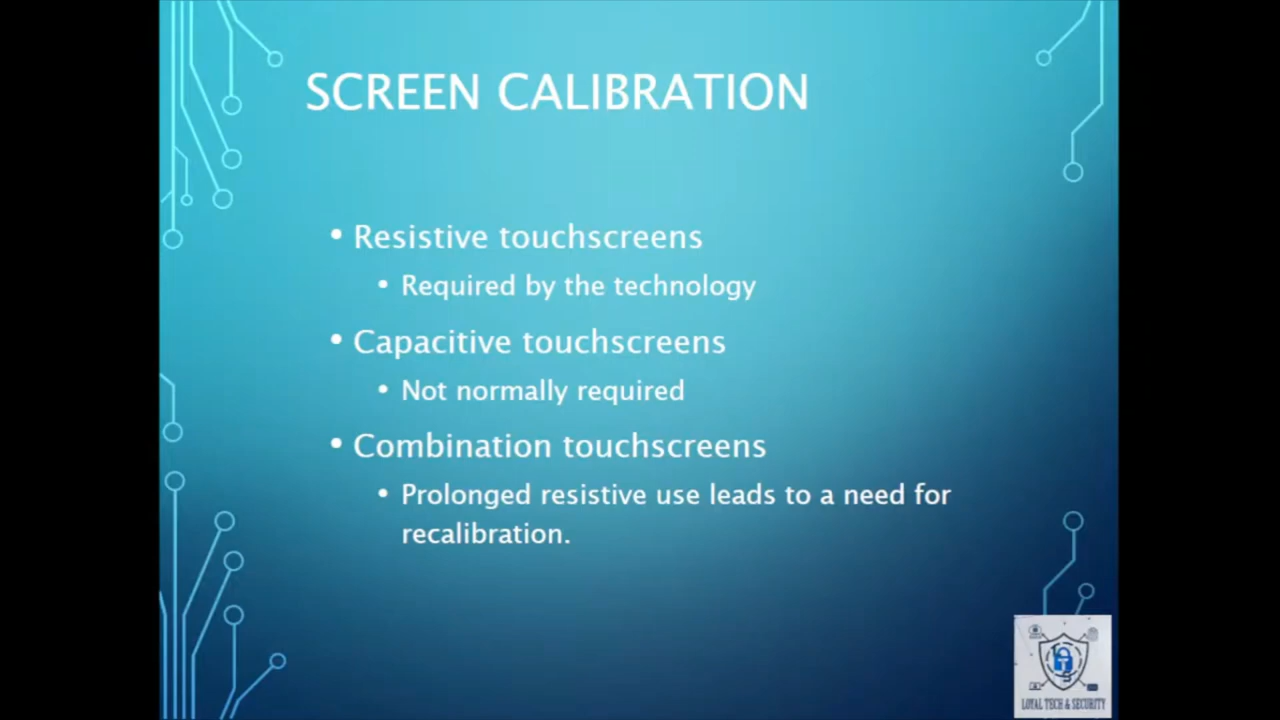 SCREEN CALIBRATION
• Resistive touchscreens
• Required by the technology
• Capacitive touchscreens
• Not normally required
• Combination touchscreens
• Prolonged resistive use leads to a need for
recalibration.
LOYAL TECH & SECURITY